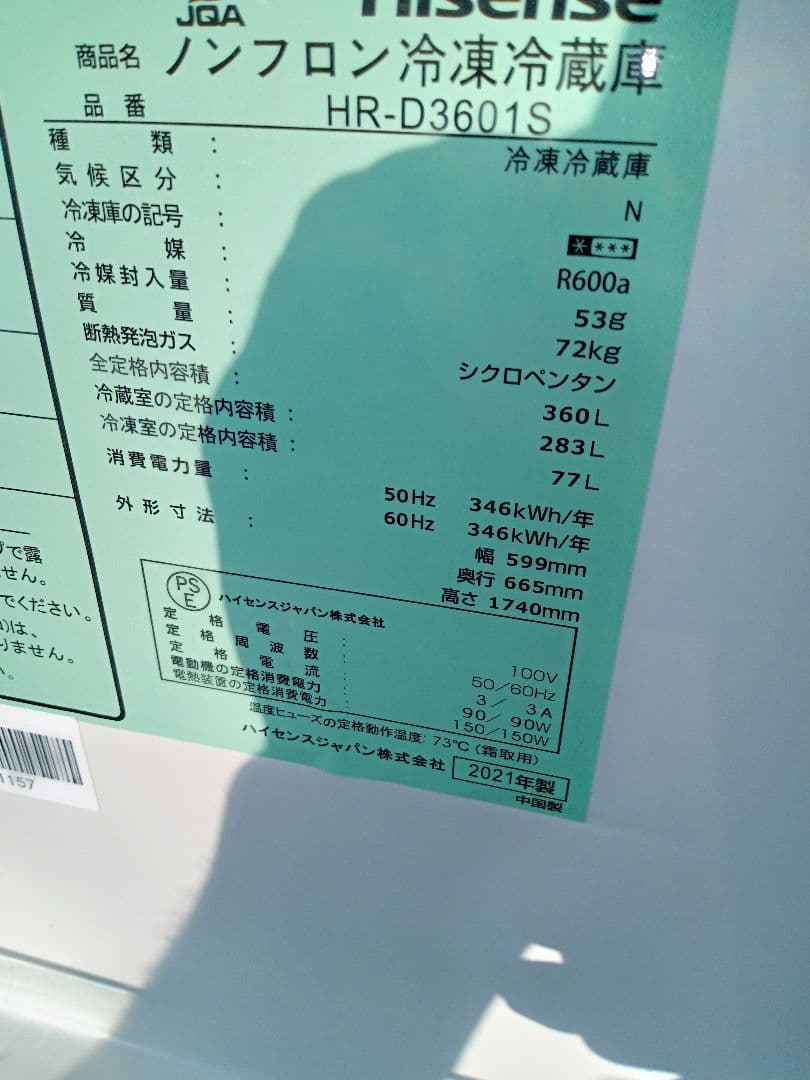 JQA
Hisense
商品名 ノンフロン冷凍冷蔵庫
品番 HR-D3601S
種類 : 冷凍冷蔵庫
気候区分 : N
冷凍庫の記号 : ****
冷媒 : R600a
冷媒封入量 : 53g
質量 : 72kg
断熱発泡ガス : シクロペンタン
全定格内容積 : 360L
冷蔵室の定格内容積 : 283L
冷凍室の定格内容積 : 77L
消費電力量 : 50Hz 346kWh/年
60Hz 346kWh/年
外形寸法 : 幅 599mm
奥行 665mm
高さ 1740mm
PS
E
ハイセンスジャパン株式会社
定格電圧 : 100V
定格周波数 : 50/60Hz
定格電流 : 3/ 3A
電動機の定格消費電力 : 90/ 90W
電熱装置の定格消費電力 : 150/150W
温度ヒューズの定格動作温度: 73℃(霜取用)
ハイセンスジャパン株式会社 2021年製
中国製
で露
せん。
でください。
)は、
りません。
い。
1157